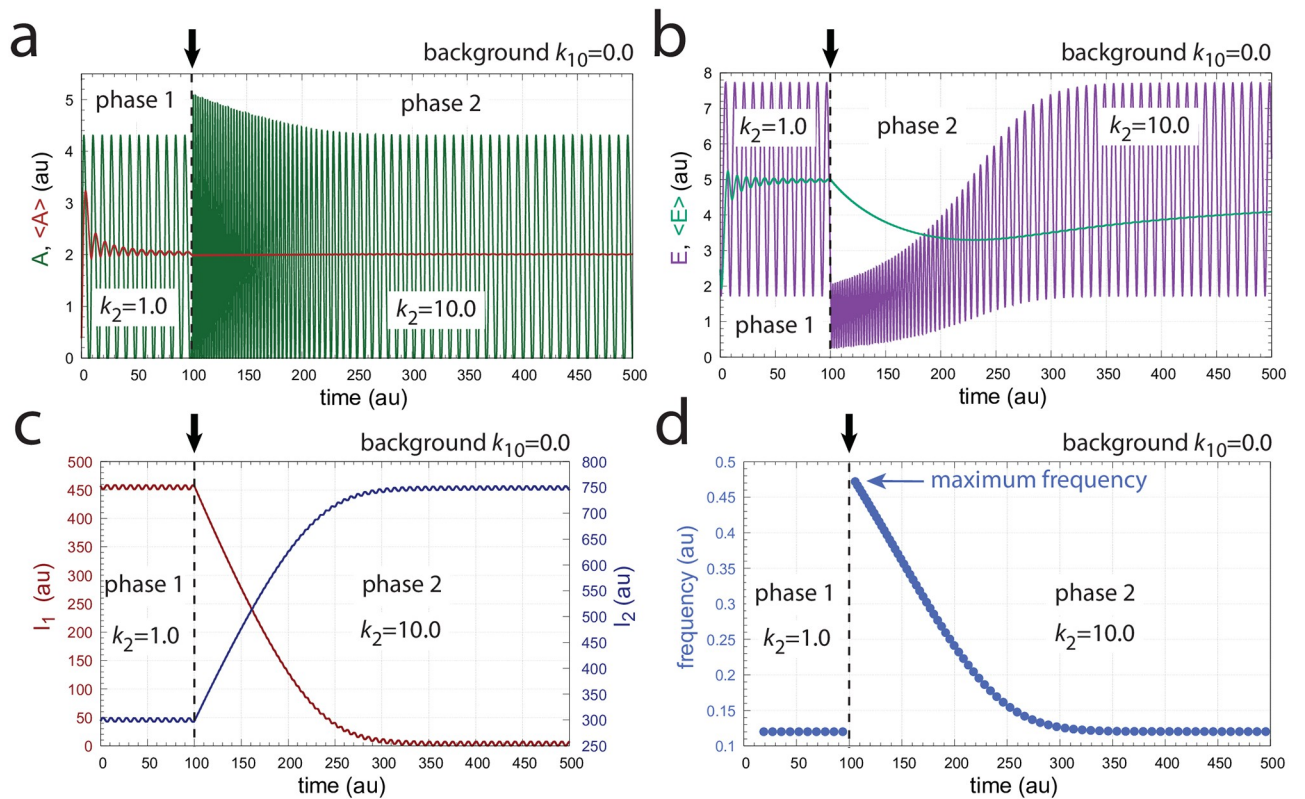 a
background k10=0.0
phase 1
phase 2
k2=1.0
k2=10.0
A, <A> (au)
5
4
3
2
1
0
0 50 100 150 200 250 300 350 400 450 500
time (au)
b
background k10=0.0
k2=1.0
phase 2
k2=10.0
phase 1
E, <E> (au)
8
7
6
5
4
3
2
1
0
0 50 100 150 200 250 300 350 400 450 500
time (au)
c
background k10=0.0
phase 1
k2=1.0
phase 2
k2=10.0
I1 (au)
500
450
400
350
300
250
200
150
100
50
0
I2 (au)
800
750
700
650
600
550
500
450
400
350
300
250
0 50 100 150 200 250 300 350 400 450 500
time (au)
d
background k10=0.0
maximum frequency
phase 1
k2=1.0
phase 2
k2=10.0
frequency (au)
0.5
0.45
0.4
0.35
0.3
0.25
0.2
0.15
0.1
0 50 100 150 200 250 300 350 400 450 500
time (au)